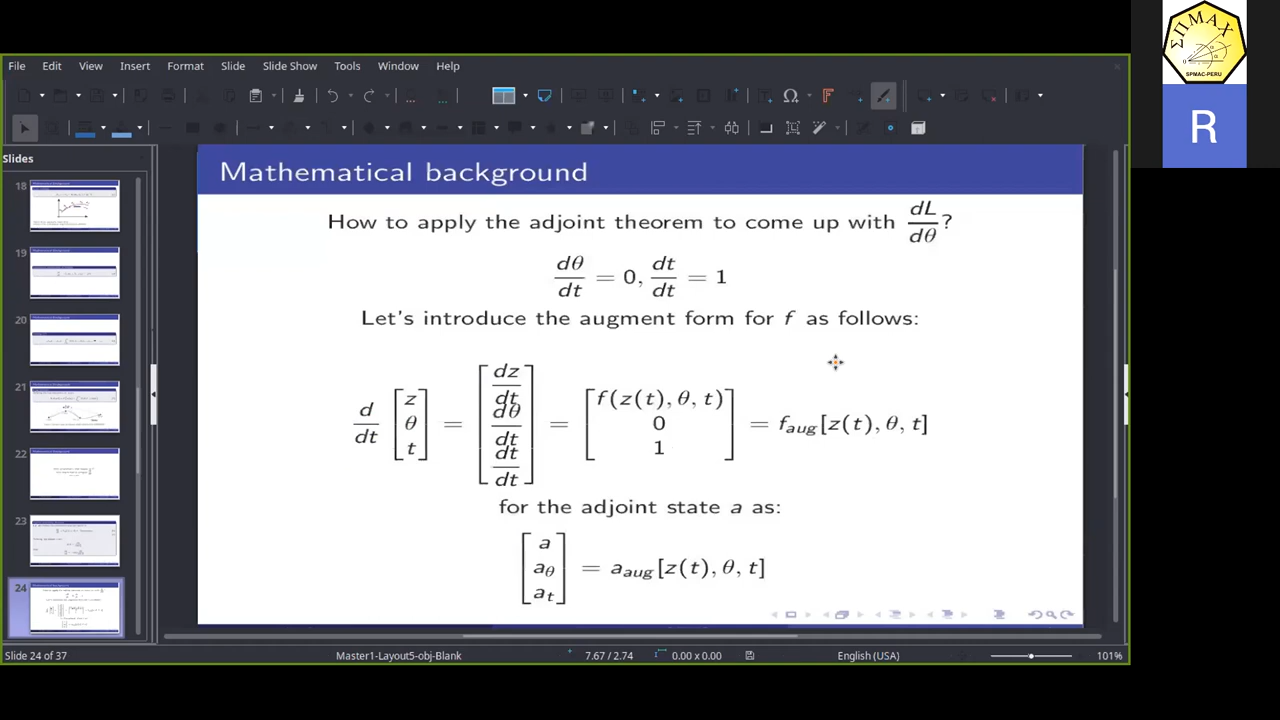 ΣΠΜΑΧ
SPMAC-PERU
R
File Edit View Insert Format Slide Slide Show Tools Window Help
Slides
18
19
20
21
22
23
24
Mathematical background
How to apply the adjoint theorem to come up with dL/dθ?
dθ/dt = 0, dt/dt = 1
Let's introduce the augment form for f as follows:
d/dt [z θ t] = [dz/dt dθ/dt dt/dt] = [f(z(t), θ, t) 0 1] = f_aug[z(t), θ, t]
for the adjoint state a as:
[a a_θ a_t] = a_aug[z(t), θ, t]
Slide 24 of 37 Master1-Layout5-obj-Blank 7.67 / 2.74 0.00 x 0.00 English (USA) 101%